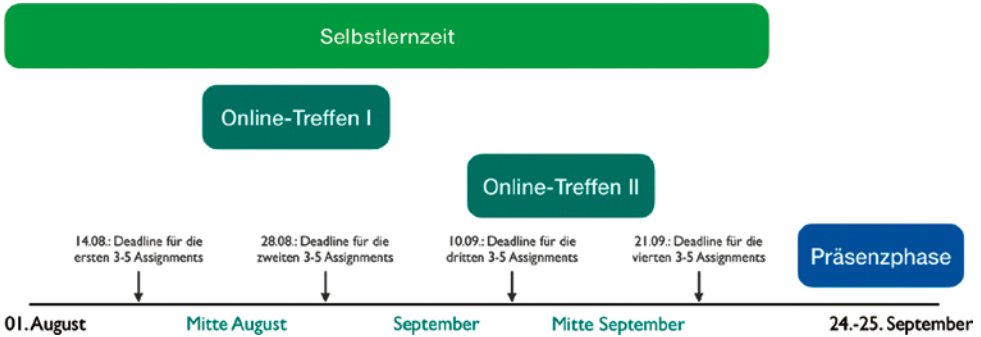 Selbstlernzeit
Online-Treffen I
Online-Treffen II
14.08.: Deadline für die
ersten 3-5 Assignments
28.08.: Deadline für die
zweiten 3-5 Assignments
10.09.: Deadline für die
dritten 3-5 Assignments
21.09.: Deadline für die
vierten 3-5 Assignments
Präsenzphase
01. August
Mitte August
September
Mitte September
24.-25. September